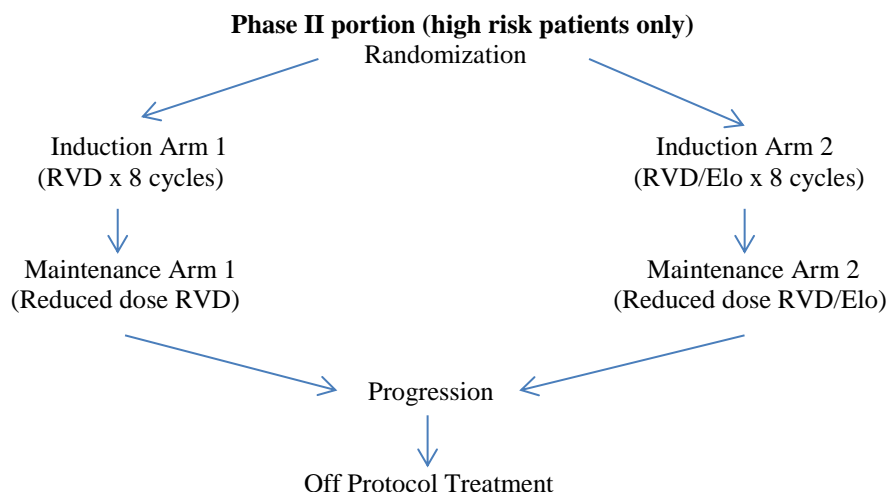 Phase II portion (high risk patients only)
Randomization
Induction Arm 1
(RVD x 8 cycles)
Induction Arm 2
(RVD/Elo x 8 cycles)
Maintenance Arm 1
(Reduced dose RVD)
Maintenance Arm 2
(Reduced dose RVD/Elo)
Progression
Off Protocol Treatment